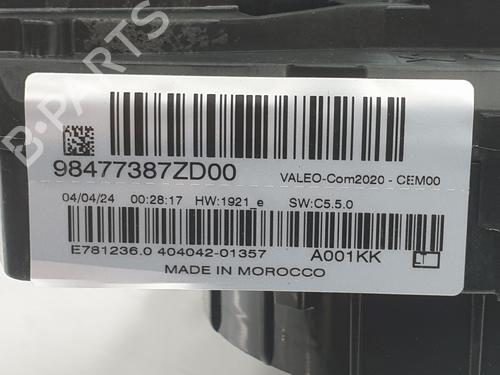 B-PARTS
98477387ZD00
VALEO-Com2020 - CEM00
04/04/24 00:28:17 HW:1921_e SW:C5.5.0
E781236.0 404042-01357 A001KK
MADE IN MOROCCO